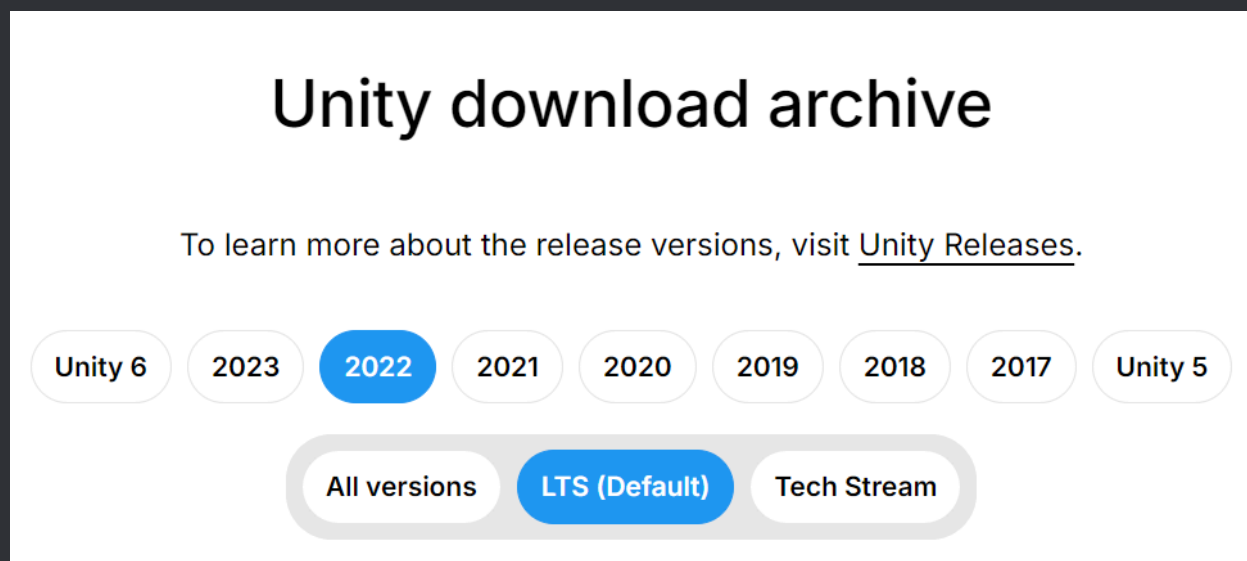 Unity download archive
To learn more about the release versions, visit Unity Releases.
Unity 6 2023 2022 2021 2020 2019 2018 2017 Unity 5
All versions LTS (Default) Tech Stream